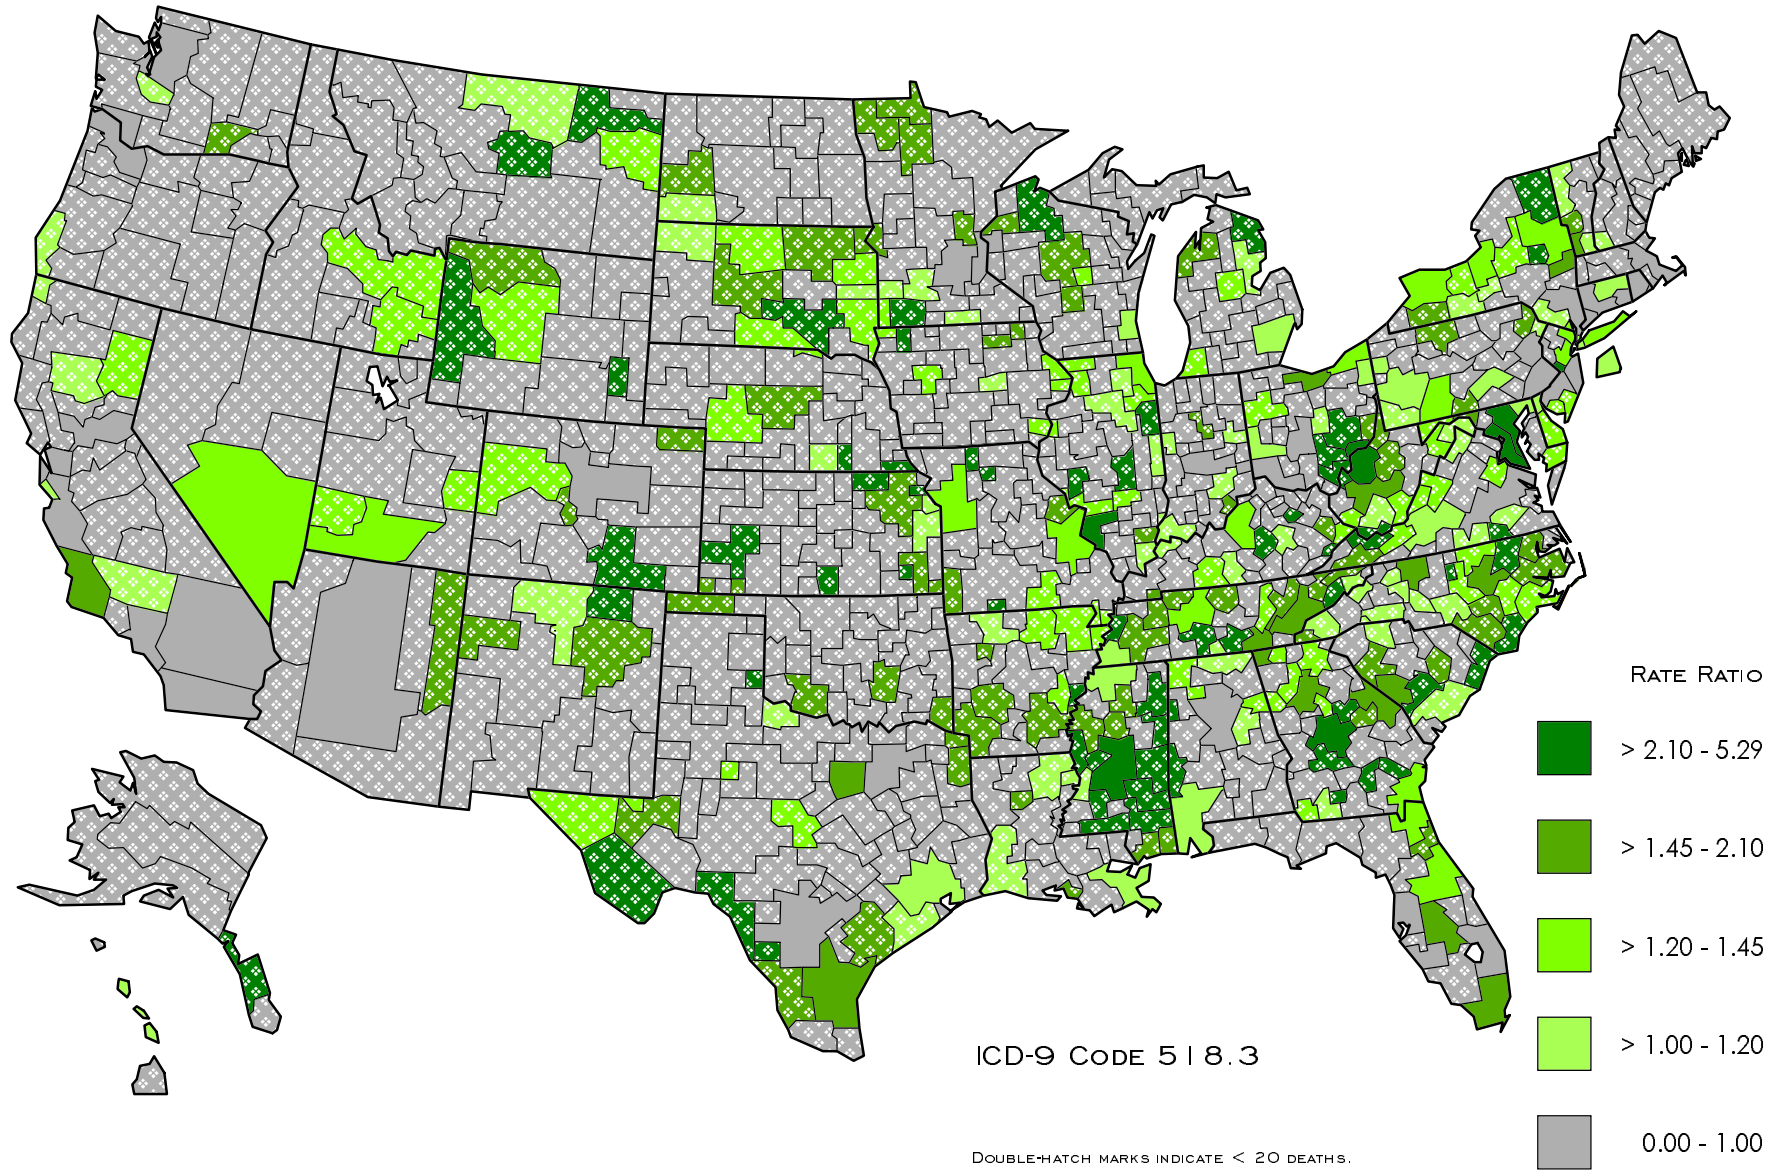 Rate Ratio
> 2.10 - 5.29
> 1.45 - 2.10
> 1.20 - 1.45
> 1.00 - 1.20
0.00 - 1.00
ICD-9 Code 518.3
Double-hatch marks indicate < 20 deaths.